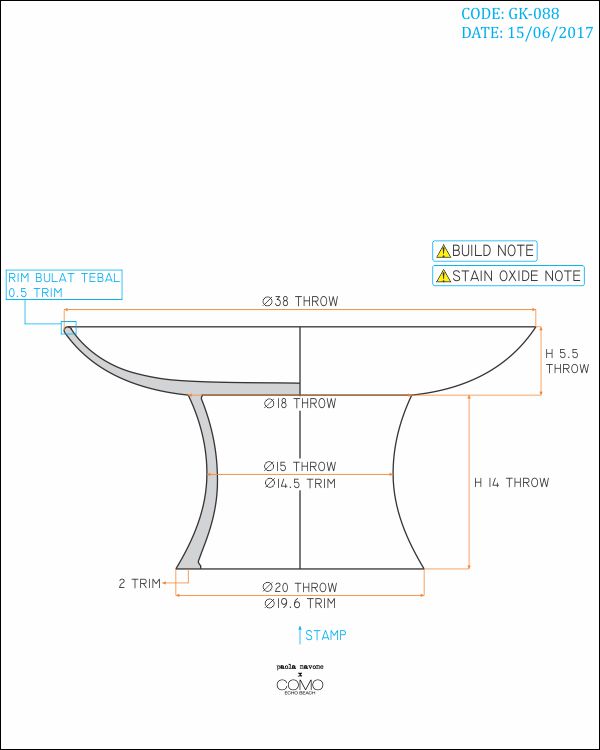 CODE: GK-088
DATE: 15/06/2017
BUILD NOTE
STAIN OXIDE NOTE
RIM BULAT TEBAL
0.5 TRIM
Ø38 THROW
H 5.5
THROW
Ø18 THROW
Ø15 THROW
Ø14.5 TRIM
H 14 THROW
2 TRIM
Ø20 THROW
Ø19.6 TRIM
STAMP
paola navone
x
COMO
ECHO BEACH